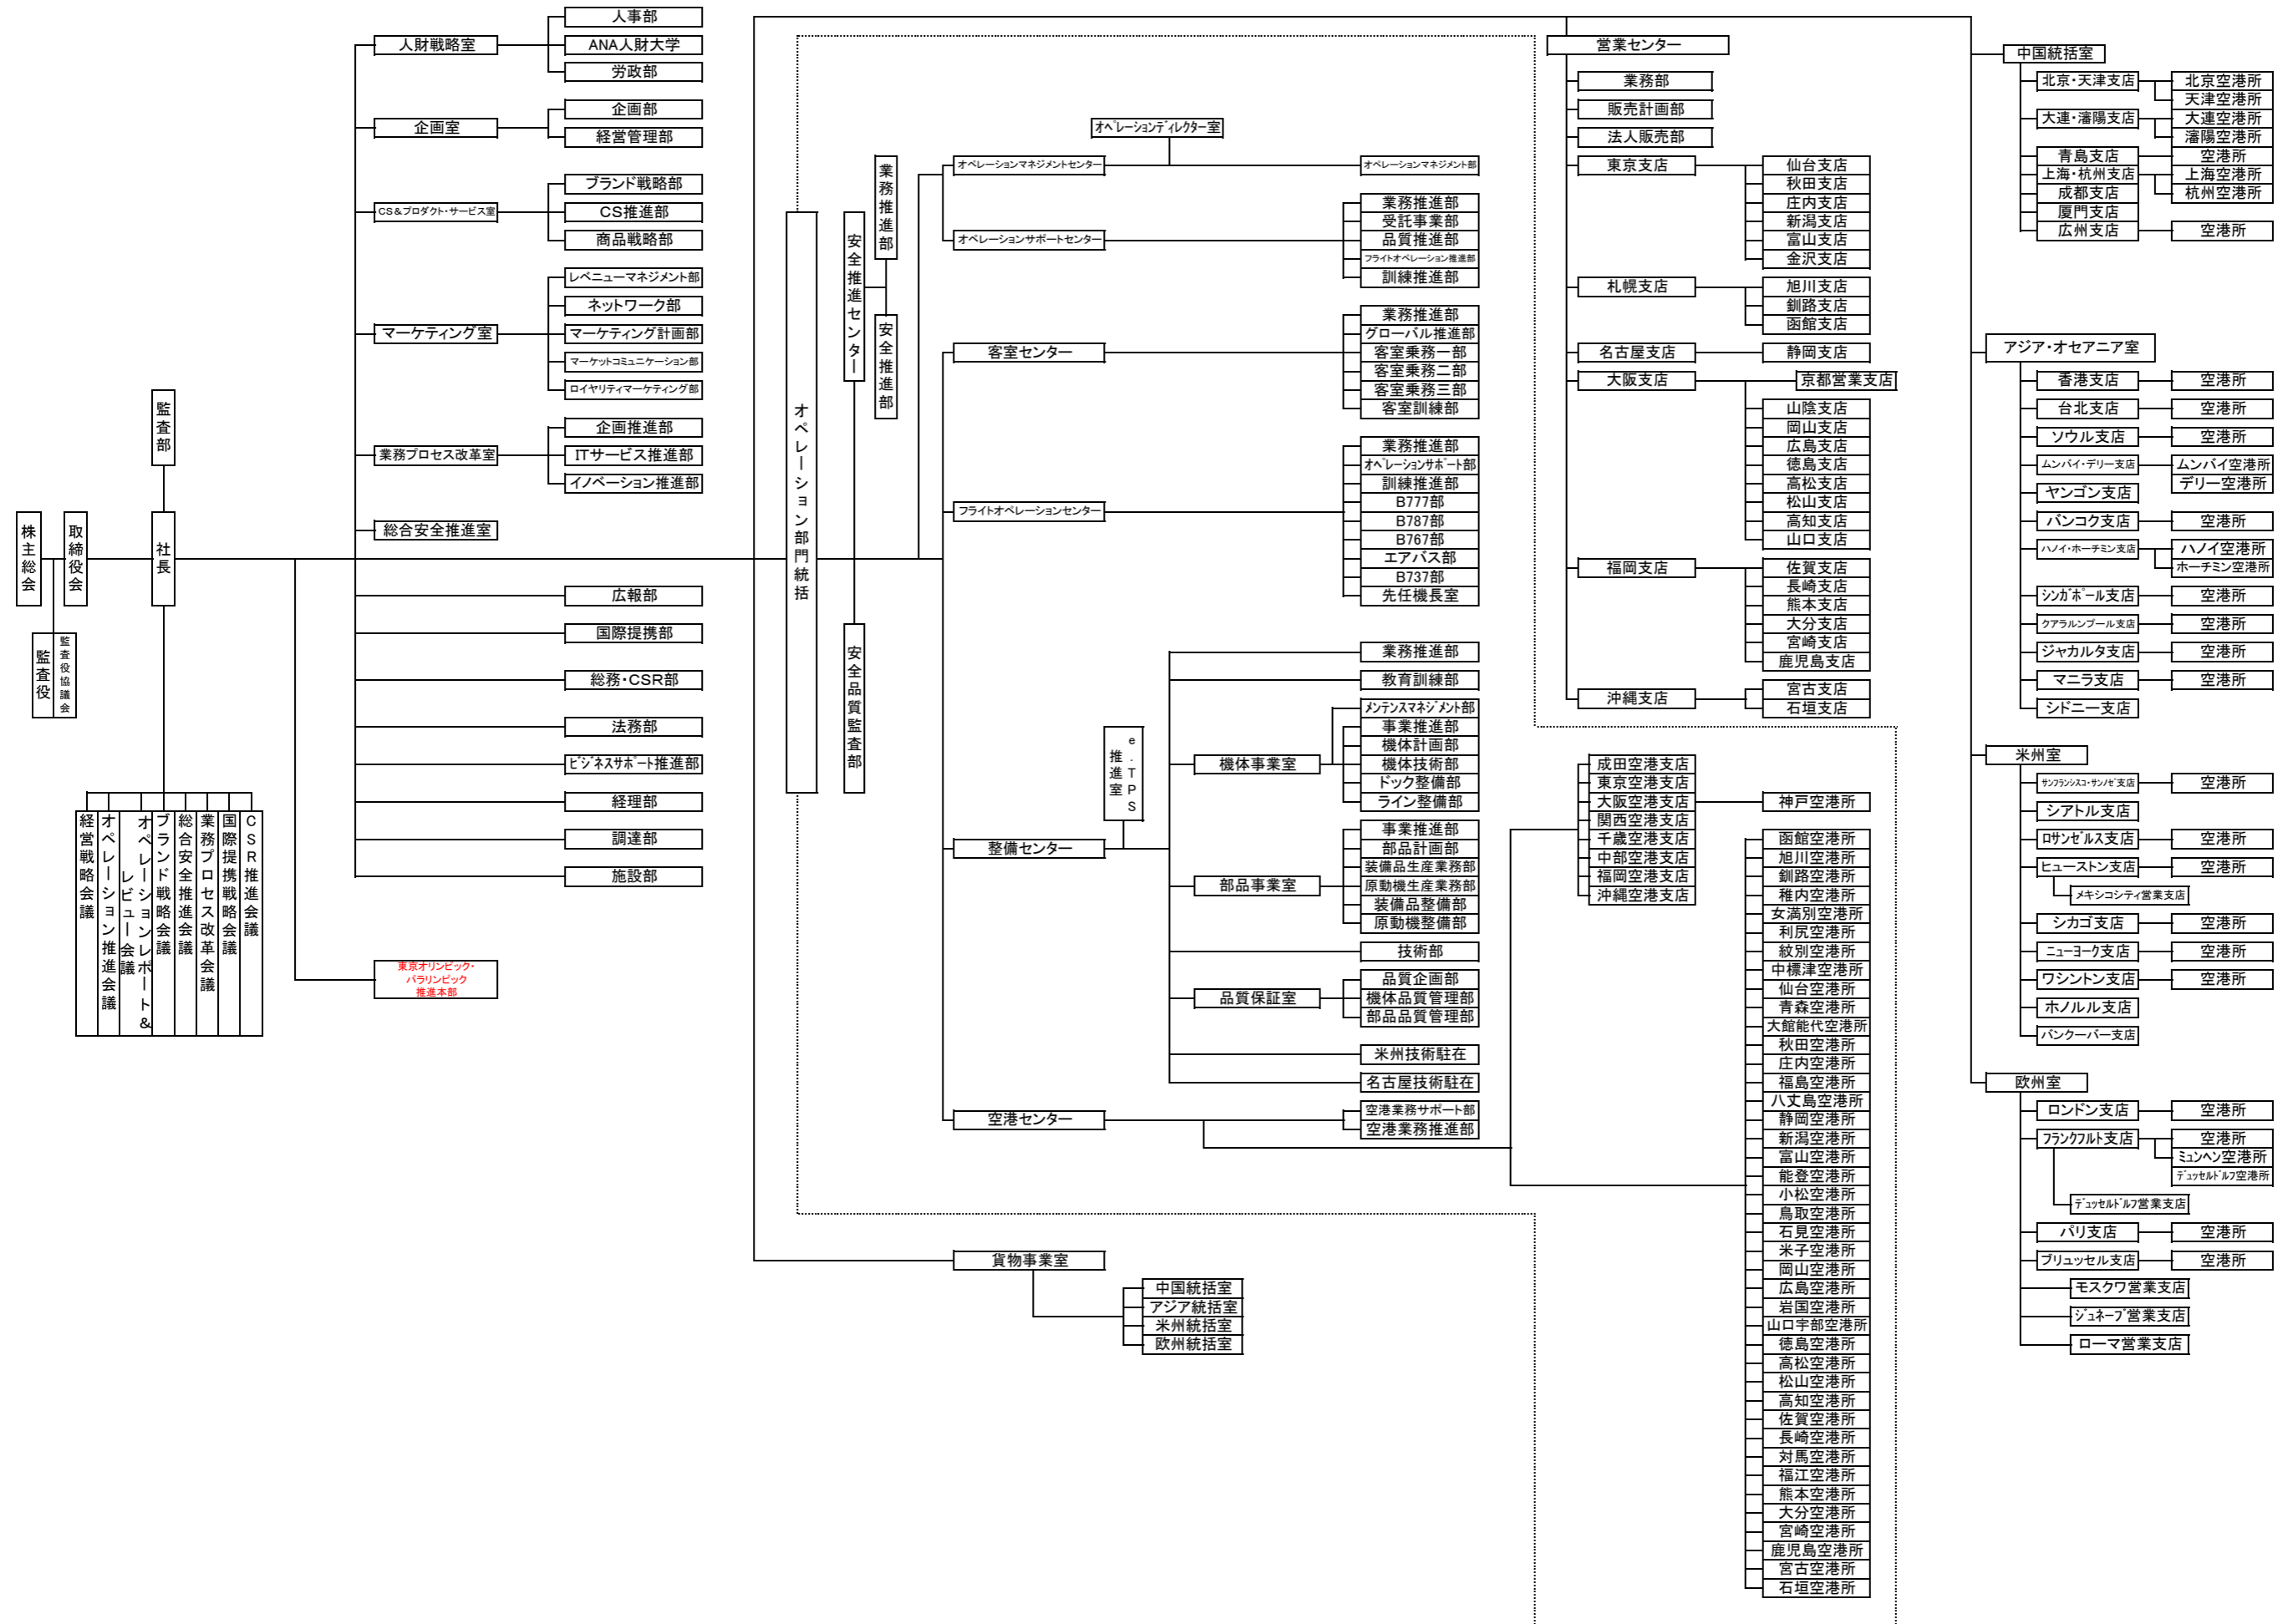 株主総会
取締役会
監査役
監査役協議会
監査部
社長
経営戦略会議
オペレーション推進会議
オペレーションレポート&
レビュー会議
ブランド戦略会議
総合安全推進会議
業務プロセス改革会議
国際提携戦略会議
CSR推進会議
人財戦略室
人事部
ANA人財大学
労政部
企画室
企画部
経営管理部
CS&プロダクト・サービス室
ブランド戦略部
CS推進部
商品戦略部
マーケティング室
レベニューマネジメント部
ネットワーク部
マーケティング計画部
マーケットコミュニケーション部
ロイヤリティマーケティング部
業務プロセス改革室
企画推進部
ITサービス推進部
イノベーション推進部
総合安全推進室
広報部
国際提携部
総務・CSR部
法務部
ビジネスサポート推進部
経理部
調達部
施設部
東京オリンピック・
パラリンピック
推進本部
オペレーション部門統括
安全推進センター
業務推進部
安全推進部
安全品質監査部
オペレーションディレクター室
オペレーションマネジメントセンター
オペレーションマネジメント部
オペレーションサポートセンター
業務推進部
受託事業部
品質推進部
フライトオペレーション推進部
訓練推進部
客室センター
業務推進部
グローバル推進部
客室乗務一部
客室乗務二部
客室乗務三部
客室訓練部
フライトオペレーションセンター
業務推進部
オペレーションサポート部
訓練推進部
B777部
B787部
B767部
エアバス部
B737部
先任機長室
整備センター
e.TPS
推進室
業務推進部
教育訓練部
機体事業室
メンテンスマネジメント部
事業推進部
機体計画部
機体技術部
ドック整備部
ライン整備部
部品事業室
事業推進部
部品計画部
装備品生産業務部
原動機生産業務部
装備品整備部
原動機整備部
技術部
品質保証室
品質企画部
機体品質管理部
部品品質管理部
米州技術駐在
名古屋技術駐在
空港センター
空港業務サポート部
空港業務推進部
貨物事業室
中国統括室
アジア統括室
米州統括室
欧州統括室
営業センター
業務部
販売計画部
法人販売部
東京支店
仙台支店
秋田支店
庄内支店
新潟支店
富山支店
金沢支店
札幌支店
旭川支店
釧路支店
函館支店
名古屋支店
静岡支店
大阪支店
京都営業支店
山陰支店
岡山支店
広島支店
徳島支店
高松支店
松山支店
高知支店
山口支店
福岡支店
佐賀支店
長崎支店
熊本支店
大分支店
宮崎支店
鹿児島支店
沖縄支店
宮古支店
石垣支店
成田空港支店
東京空港支店
大阪空港支店
神戸空港所
関西空港支店
千歳空港支店
中部空港支店
福岡空港支店
沖縄空港支店
函館空港所
旭川空港所
釧路空港所
稚内空港所
女満別空港所
利尻空港所
紋別空港所
中標津空港所
仙台空港所
青森空港所
大館能代空港所
秋田空港所
庄内空港所
福島空港所
八丈島空港所
静岡空港所
新潟空港所
富山空港所
能登空港所
小松空港所
鳥取空港所
石見空港所
米子空港所
岡山空港所
広島空港所
岩国空港所
山口宇部空港所
徳島空港所
高松空港所
松山空港所
高知空港所
佐賀空港所
長崎空港所
対馬空港所
福江空港所
熊本空港所
大分空港所
宮崎空港所
鹿児島空港所
宮古空港所
石垣空港所
中国統括室
北京・天津支店
北京空港所
天津空港所
大連・瀋陽支店
大連空港所
瀋陽空港所
青島支店
空港所
上海・杭州支店
上海空港所
成都支店
杭州空港所
厦門支店
広州支店
空港所
アジア・オセアニア室
香港支店
空港所
台北支店
空港所
ソウル支店
空港所
ムンバイ・デリー支店
ムンバイ空港所
デリー空港所
ヤンゴン支店
バンコク支店
空港所
ハノイ・ホーチミン支店
ハノイ空港所
ホーチミン空港所
シンガポール支店
空港所
クアラルンプール支店
空港所
ジャカルタ支店
空港所
マニラ支店
空港所
シドニー支店
米州室
サンフランシスコ・サンノゼ支店
空港所
シアトル支店
ロサンゼルス支店
空港所
ヒューストン支店
空港所
メキシコシティ営業支店
シカゴ支店
空港所
ニューヨーク支店
空港所
ワシントン支店
空港所
ホノルル支店
バンクーバー支店
欧州室
ロンドン支店
空港所
フランクフルト支店
空港所
ミュンヘン空港所
デュッセルドルフ空港所
デュッセルドルフ営業支店
パリ支店
空港所
ブリュッセル支店
空港所
モスクワ営業支店
ジュネーブ営業支店
ローマ営業支店